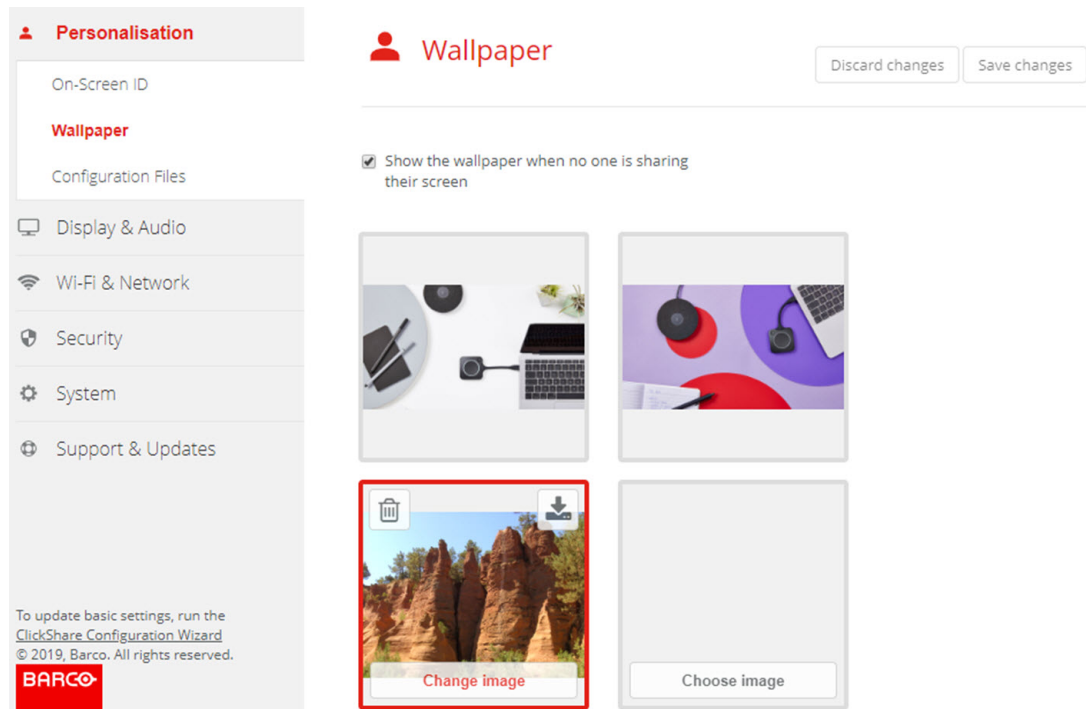 Personalisation
On-Screen ID
Wallpaper
Configuration Files
Display & Audio
Wi-Fi & Network
Security
System
Support & Updates
To update basic settings, run the
ClickShare Configuration Wizard
© 2019, Barco. All rights reserved.
BARCO
Wallpaper
Discard changes
Save changes
Show the wallpaper when no one is sharing
their screen
Change image
Choose image